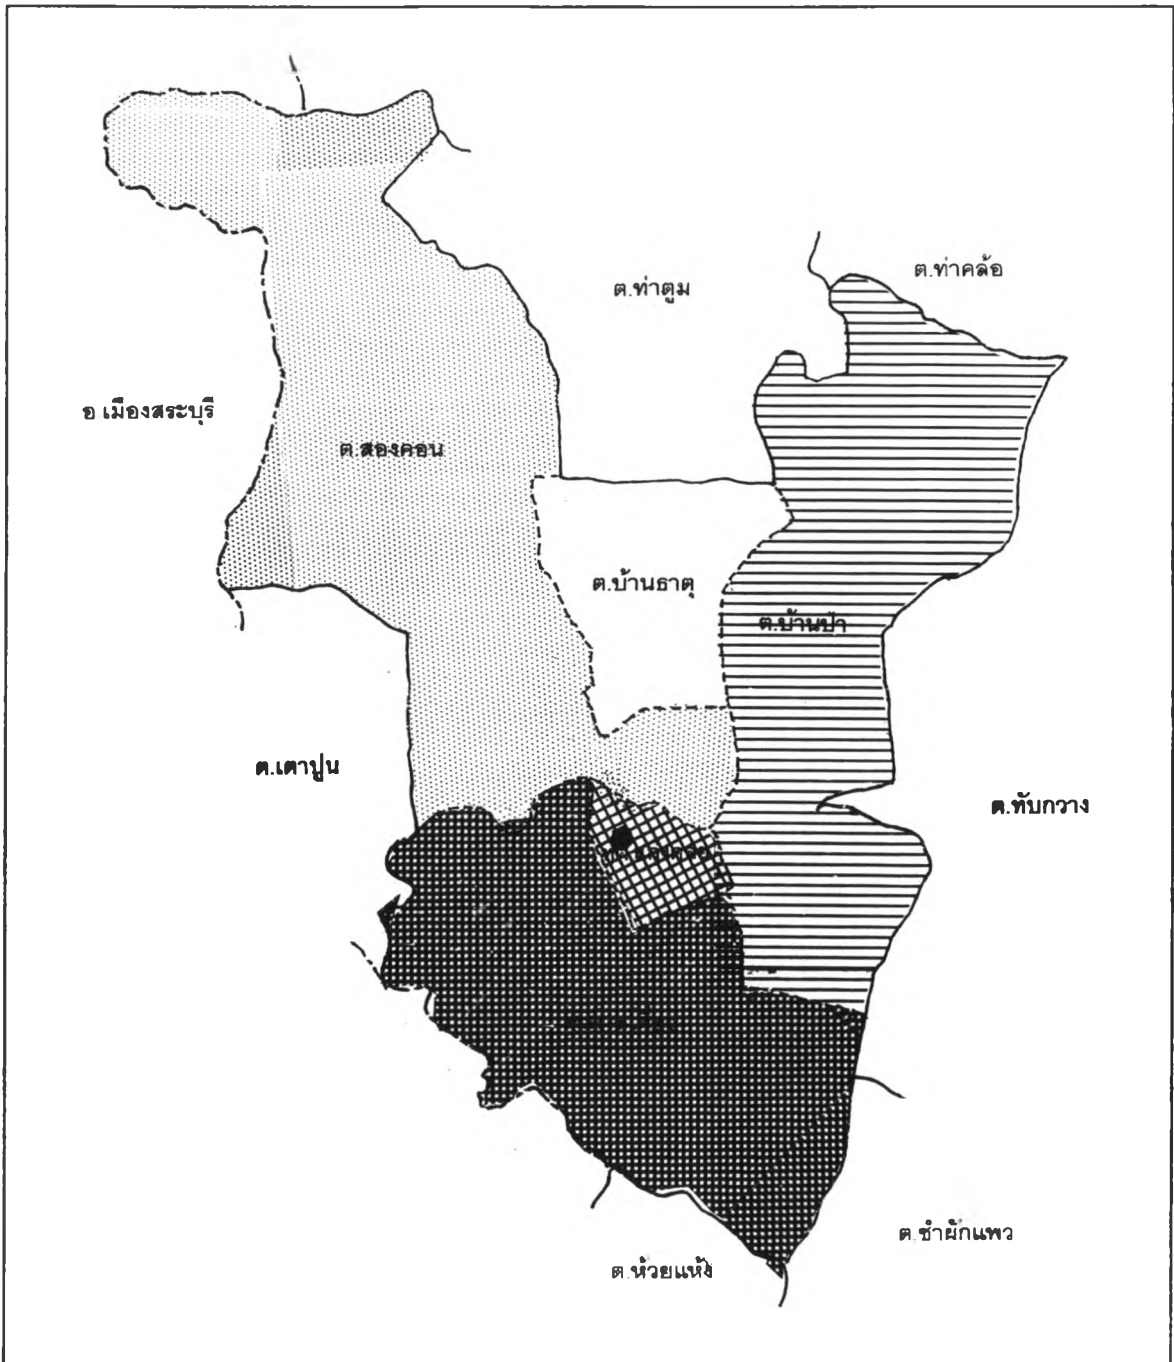 ต.ท่าคล้อ
ต.ท่าตูม
อ เมืองสระบุรี
ต.สองคอน
ต.บ้านธาตุ
ต.บ้านป่า
ต.เตาปูน
ต.ทับกวาง
ต.ชำผักแพว
ต.ห้วยแห้ง